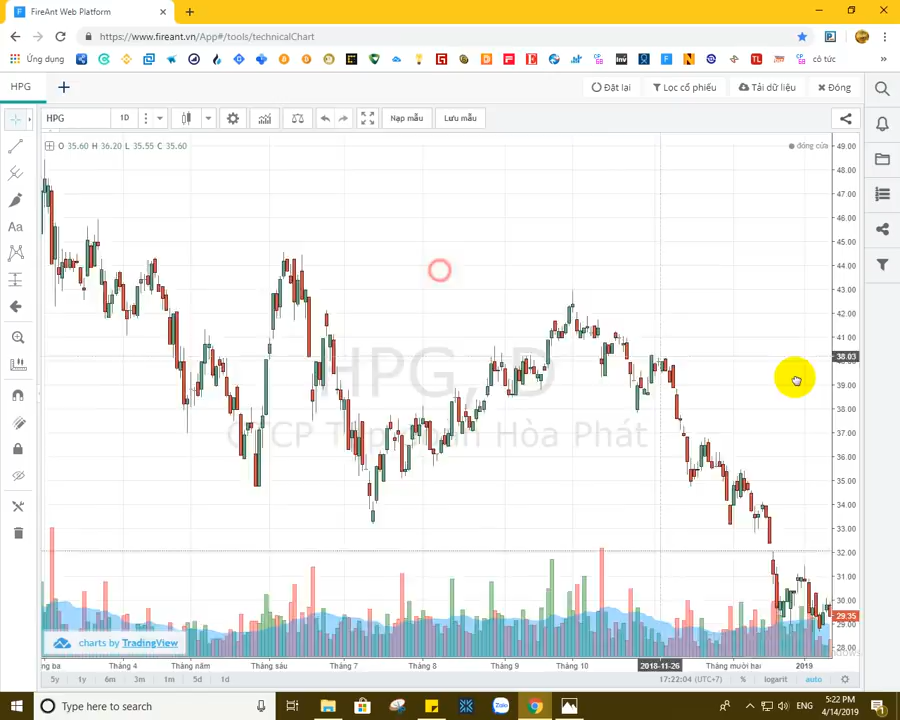 FireAnt Web Platform
https://www.fireant.vn/App#/tools/technicalChart
Ứng dụng
có tức
HPG
Đặt lại
Lọc cổ phiếu
Tải dữ liệu
Đóng
HPG
1D
Nạp mẫu
Lưu mẫu
O 35.60 H 36.20 L 35.55 C 35.60
đóng cửa
Aa
HPG, D
CTCP Tập đoàn Hòa Phát
49.00
48.00
47.00
46.00
45.00
44.00
43.00
42.00
41.00
38.03
39.00
38.00
37.00
36.00
35.00
34.00
33.00
32.00
31.00
30.00
29.35
29.00
28.00
charts by TradingView
ng ba
Tháng 4
Tháng năm
Tháng sáu
Tháng 7
Tháng 8
Tháng 9
Tháng 10
2018-11-26
Tháng mười hai
2019
5y
1y
6m
3m
1m
5d
1d
17:22:04 (UTC+7)
%
logarit
auto
Type here to search
Zalo
ENG
5:22 PM
4/14/2019